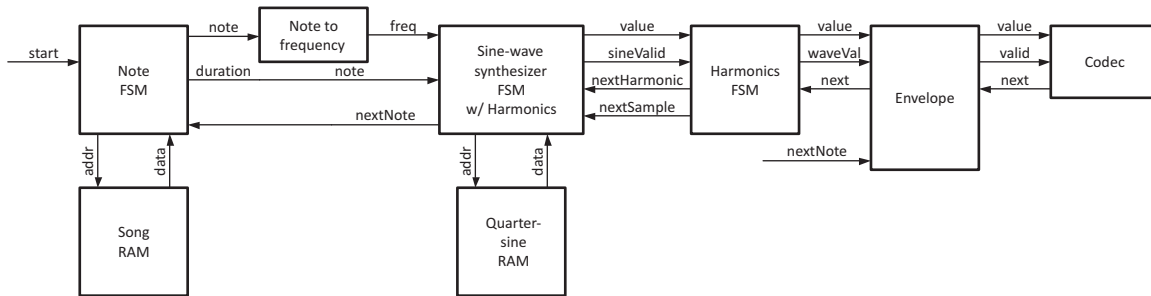 note
Note to
frequency
freq
value
value
value
start
Note
FSM
Sine-wave
synthesizer
FSM
w/ Harmonics
sineValid
Harmonics
FSM
waveVal
valid
Codec
duration
note
nextHarmonic
next
Envelope
next
nextNote
nextSample
addr
data
addr
data
nextNote
Song
RAM
Quarter-
sine
RAM